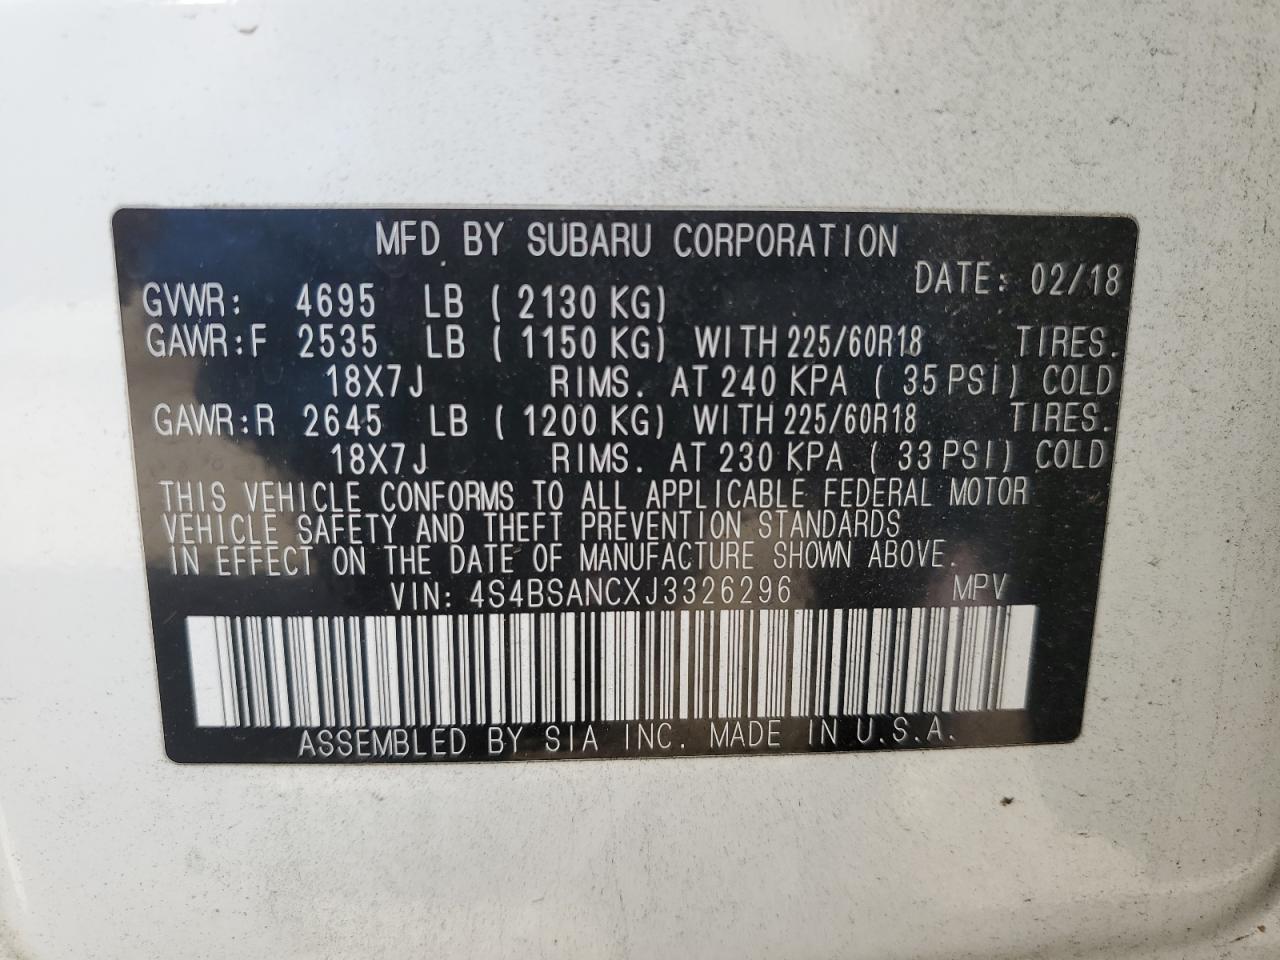 MFD. BY SUBARU CORPORATION
DATE: 02/18
GVWR: 4695 LB ( 2130 KG)
GAWR:F 2535 LB ( 1150 KG) WITH 225/60R18 TIRES.
18X7J RIMS. AT 240 KPA ( 35 PSI) COLD
GAWR:R 2645 LB ( 1200 KG) WITH 225/60R18 TIRES.
18X7J RIMS. AT 230 KPA ( 33 PSI) COLD
THIS VEHICLE CONFORMS TO ALL APPLICABLE FEDERAL MOTOR
VEHICLE SAFETY AND THEFT PREVENTION STANDARDS
IN EFFECT ON THE DATE OF MANUFACTURE SHOWN ABOVE.
VIN: 4S4BSANCXJ3326296 MPV
ASSEMBLED BY SIA INC. MADE IN U.S.A.